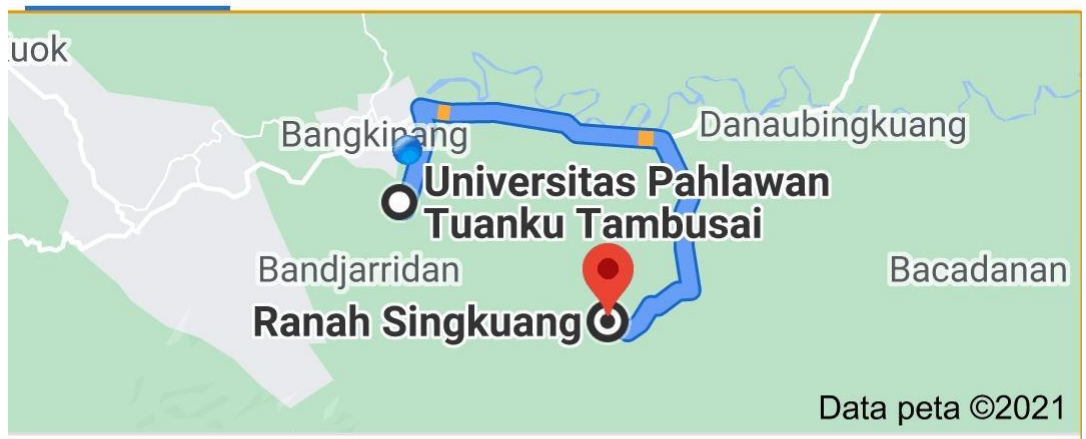 uok
Bangkinang
Danaubingkuang
Universitas Pahlawan
Tuanku Tambusai
Bandjarridan
Bacadanan
Ranah Singkuang
Data peta ©2021